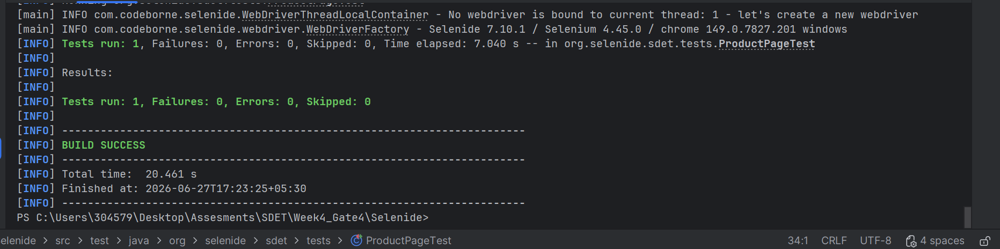 [main] INFO com.codeborne.selenide.WebDriverThreadLocalContainer - No webdriver is bound to current thread: 1 - let's create a new webdriver
[main] INFO com.codeborne.selenide.webdriver.WebDriverFactory - Selenide 7.10.1 / Selenium 4.45.0 / chrome 149.0.7827.201 windows
[INFO] Tests run: 1, Failures: 0, Errors: 0, Skipped: 0, Time elapsed: 7.040 s -- in org.selenide.sdet.tests.ProductPageTest
[INFO]
[INFO] Results:
[INFO]
[INFO] Tests run: 1, Failures: 0, Errors: 0, Skipped: 0
[INFO]
[INFO] ------------------------------------------------------------------------
[INFO] BUILD SUCCESS
[INFO] ------------------------------------------------------------------------
[INFO] Total time:  20.461 s
[INFO] Finished at: 2026-06-27T17:23:25+05:30
[INFO] ------------------------------------------------------------------------
PS C:\Users\304579\Desktop\Assesments\SDET\Week4_Gate4\Selenide>
elenide > src > test > java > org > selenide > sdet > tests > ProductPageTest 34:1 CRLF UTF-8 4 spaces